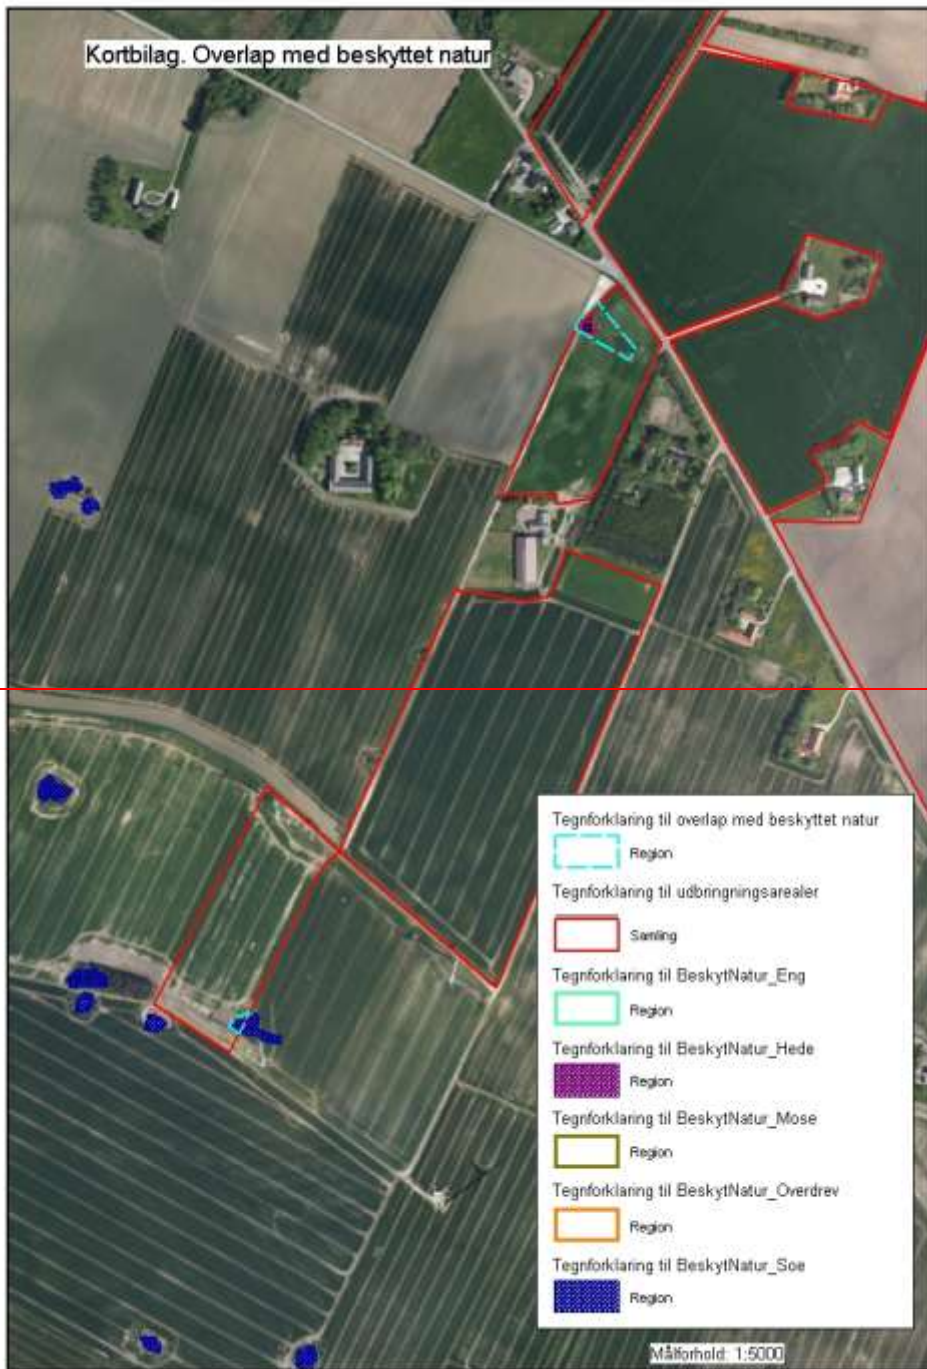 Kortbilag. Overlap med beskyttet natur
Tegnforklaring til overlap med beskyttet natur
Region
Tegnforklaring til udbringningsarealer
Samling
Tegnforklaring til BeskytNatur_Eng
Region
Tegnforklaring til BeskytNatur_Hede
Region
Tegnforklaring til BeskytNatur_Mose
Region
Tegnforklaring til BeskytNatur_Overdrev
Region
Tegnforklaring til BeskytNatur_Soe
Region
Målforhold: 1:5000